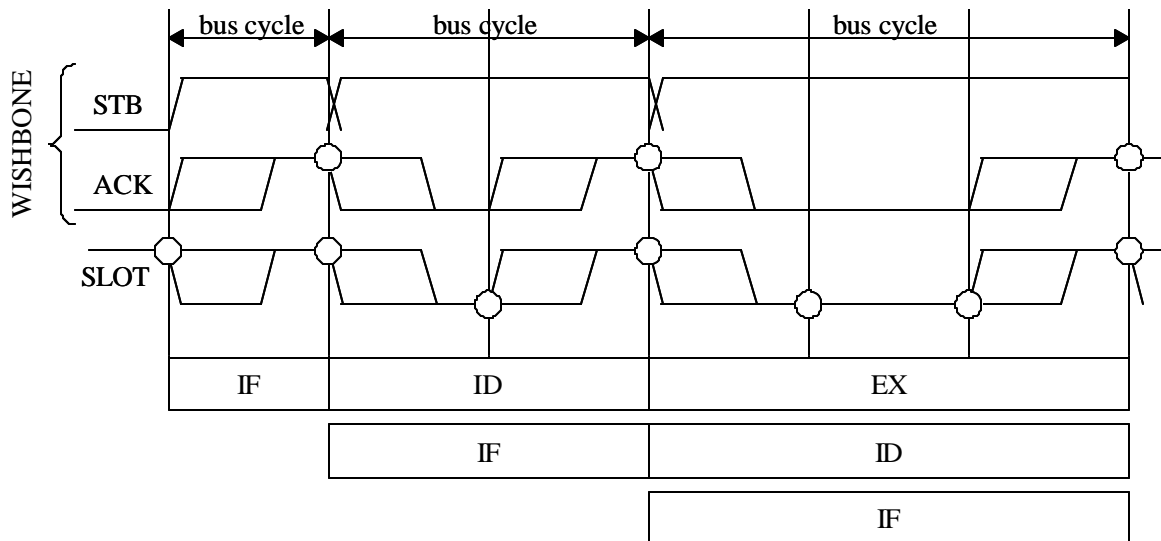 bus cycle bus cycle bus cycle
WISHBONE
STB
ACK
SLOT
IF ID EX
IF ID
IF